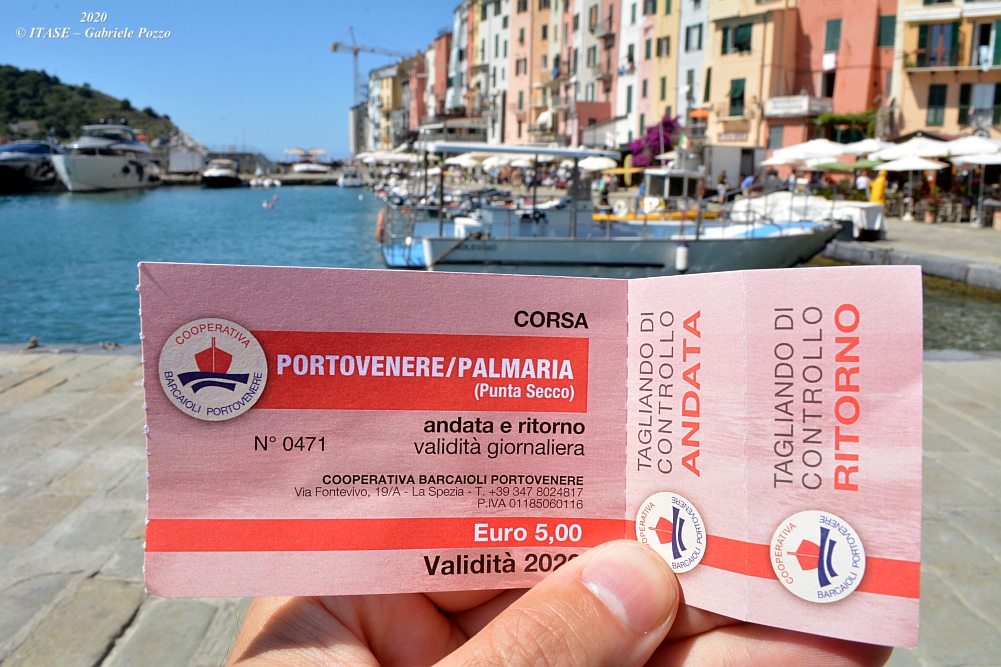 2020
© ITASE – Gabriele Pozzo
NOLEGGIO
CORSA
PORTOVENERE/PALMARIA
(Punta Secco)
andata e ritorno
validità giornaliera
N° 0471
COOPERATIVA BARCAIOLI PORTOVENERE
Via Fontevivo, 19/A - La Spezia - T. +39 347 8024817
P.IVA 01185060116
Euro 5,00
Validità 2020
COOPERATIVA
BARCAIOLI PORTOVENERE
TAGLIANDO DI
CONTROLLO
ANDATA
COOPERATIVA
BARCAIOLI PORTOVENERE
TAGLIANDO DI
CONTROLLO
RITORNO
COOPERATIVA
BARCAIOLI PORTOVENERE